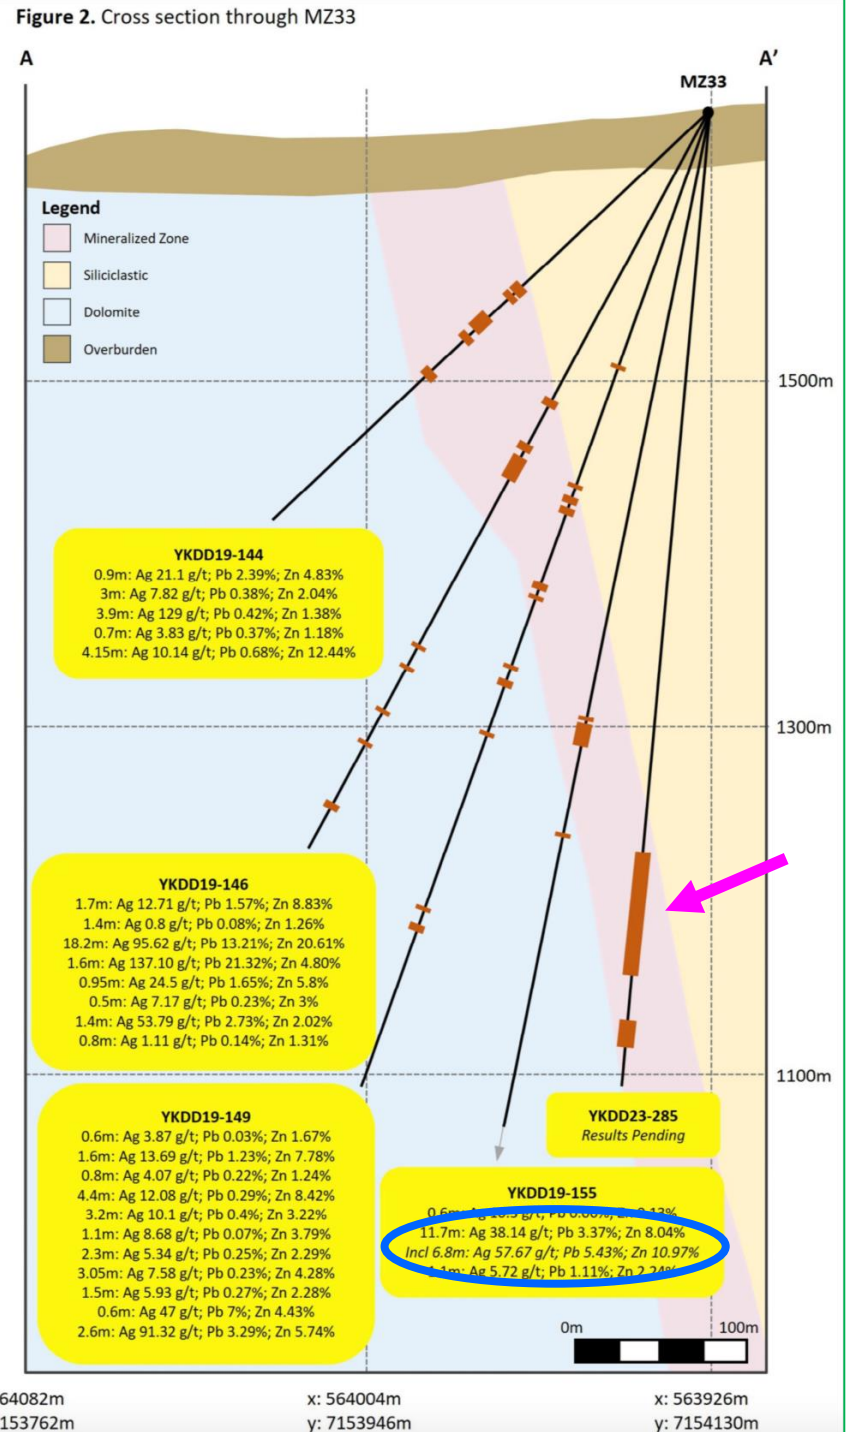 Figure 2. Cross section through MZ33
A
A'
MZ33
Legend
Mineralized Zone
Siliciclastic
Dolomite
Overburden
1500m
YKDD19-144
0.9m: Ag 21.1 g/t; Pb 2.39%; Zn 4.83%
3m: Ag 7.82 g/t; Pb 0.38%; Zn 2.04%
3.9m: Ag 129 g/t; Pb 0.42%; Zn 1.38%
0.7m: Ag 3.83 g/t; Pb 0.37%; Zn 1.18%
4.15m: Ag 10.14 g/t; Pb 0.68%; Zn 12.44%
1300m
YKDD19-146
1.7m: Ag 12.71 g/t; Pb 1.57%; Zn 8.83%
1.4m: Ag 0.8 g/t; Pb 0.08%; Zn 1.26%
18.2m: Ag 95.62 g/t; Pb 13.21%; Zn 20.61%
1.6m: Ag 137.10 g/t; Pb 21.32%; Zn 4.80%
0.95m: Ag 24.5 g/t; Pb 1.65%; Zn 5.8%
0.5m: Ag 7.17 g/t; Pb 0.23%; Zn 3%
1.4m: Ag 53.79 g/t; Pb 2.73%; Zn 2.02%
0.8m: Ag 1.11 g/t; Pb 0.14%; Zn 1.31%
1100m
YKDD19-149
0.6m: Ag 3.87 g/t; Pb 0.03%; Zn 1.67%
1.6m: Ag 13.69 g/t; Pb 1.23%; Zn 7.78%
0.8m: Ag 4.07 g/t; Pb 0.22%; Zn 1.24%
4.4m: Ag 12.08 g/t; Pb 0.29%; Zn 8.42%
3.2m: Ag 10.1 g/t; Pb 0.4%; Zn 3.22%
1.1m: Ag 8.68 g/t; Pb 0.07%; Zn 3.79%
2.3m: Ag 5.34 g/t; Pb 0.25%; Zn 2.29%
3.05m: Ag 7.58 g/t; Pb 0.23%; Zn 4.28%
1.5m: Ag 5.93 g/t; Pb 0.27%; Zn 2.28%
0.6m: Ag 47 g/t; Pb 7%; Zn 4.43%
2.6m: Ag 91.32 g/t; Pb 3.29%; Zn 5.74%
YKDD23-285
Results Pending
YKDD19-155
0.6m: Ag g/t; Pb Zn
11.7m: Ag 38.14 g/t; Pb 3.37%; Zn 8.04%
Incl 6.8m: Ag 57.67 g/t; Pb 5.43%; Zn 10.97%
Ag 5.72 g/t; Pb 1.11%; Zn 2.24%
0m
100m
64082m
153762m
x: 564004m
y: 7153946m
x: 563926m
y: 7154130m